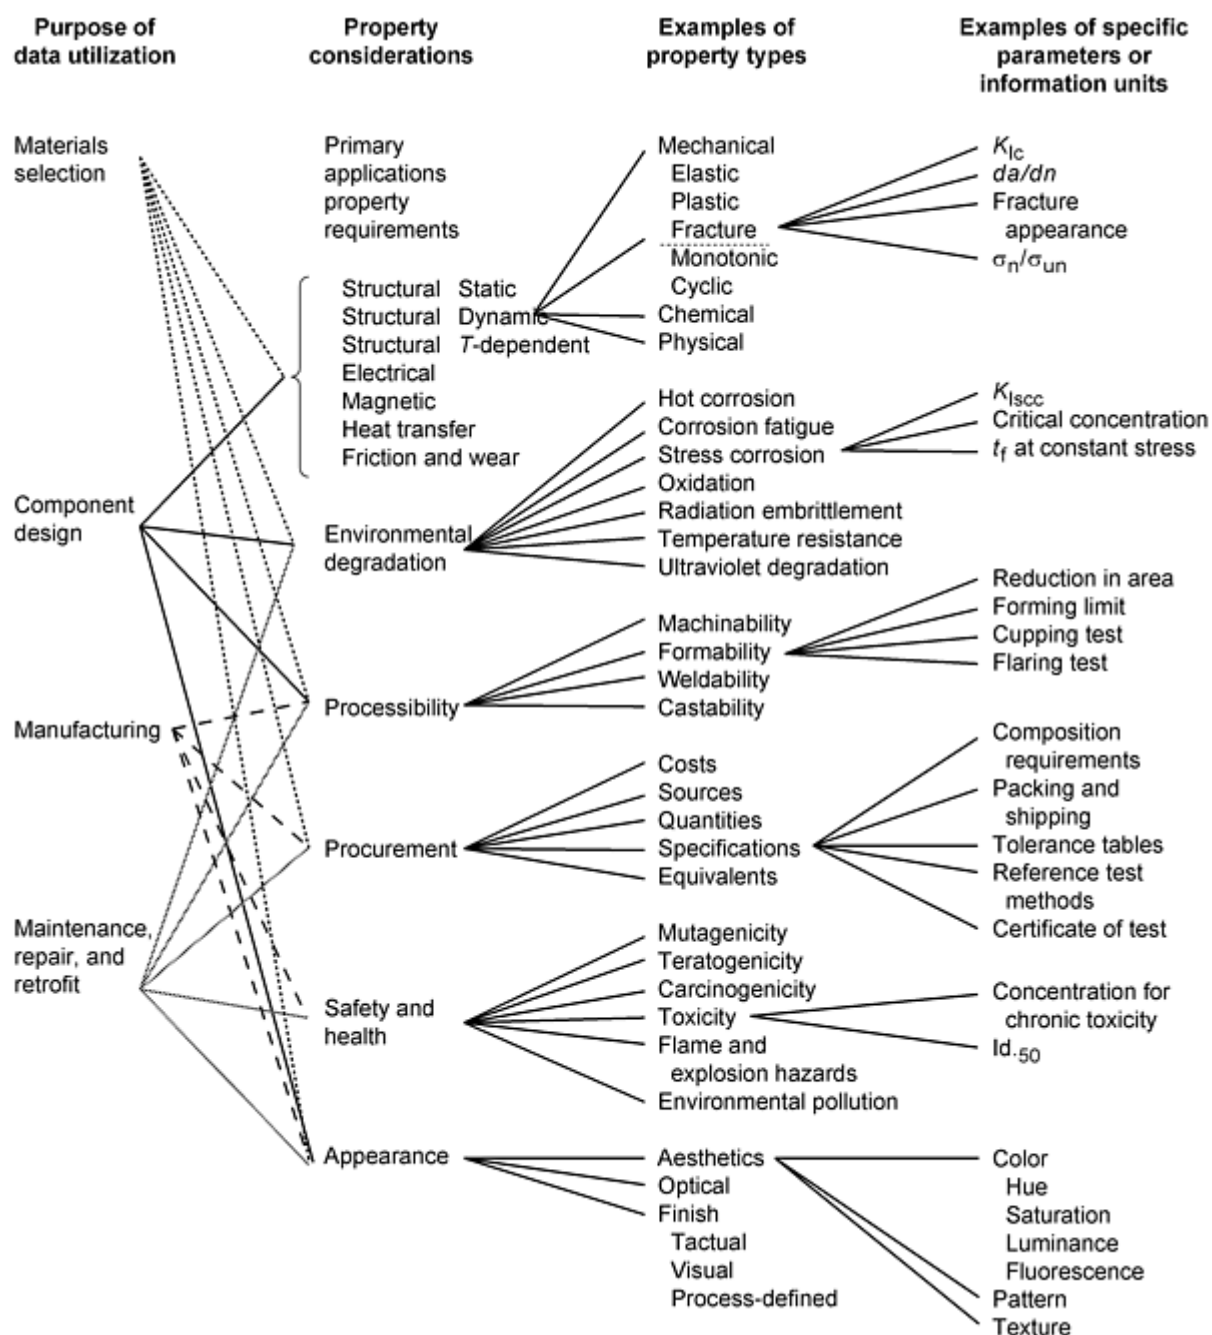 Purpose of
data utilization
Property
considerations
Examples of
property types
Examples of specific
parameters or
information units
Materials
selection
Component
design
Manufacturing
Maintenance,
repair, and
retrofit
Primary
applications
property
requirements
Structural Static
Structural Dynamic
Structural T-dependent
Electrical
Magnetic
Heat transfer
Friction and wear
Environmental
degradation
Processibility
Procurement
Safety and
health
Appearance
Mechanical
Elastic
Plastic
Fracture
Monotonic
Cyclic
Chemical
Physical
Hot corrosion
Corrosion fatigue
Stress corrosion
Oxidation
Radiation embrittlement
Temperature resistance
Ultraviolet degradation
Machinability
Formability
Weldability
Castability
Costs
Sources
Quantities
Specifications
Equivalents
Mutagenicity
Teratogenicity
Carcinogenicity
Toxicity
Flame and
explosion hazards
Environmental pollution
Aesthetics
Optical
Finish
Tactual
Visual
Process-defined
K_Ic
da/dn
Fracture
appearance
σ_n/σ_un
K_Iscc
Critical concentration
t_f at constant stress
Reduction in area
Forming limit
Cupping test
Flaring test
Composition
requirements
Packing and
shipping
Tolerance tables
Reference test
methods
Certificate of test
Concentration for
chronic toxicity
Id._50
Color
Hue
Saturation
Luminance
Fluorescence
Pattern
Texture